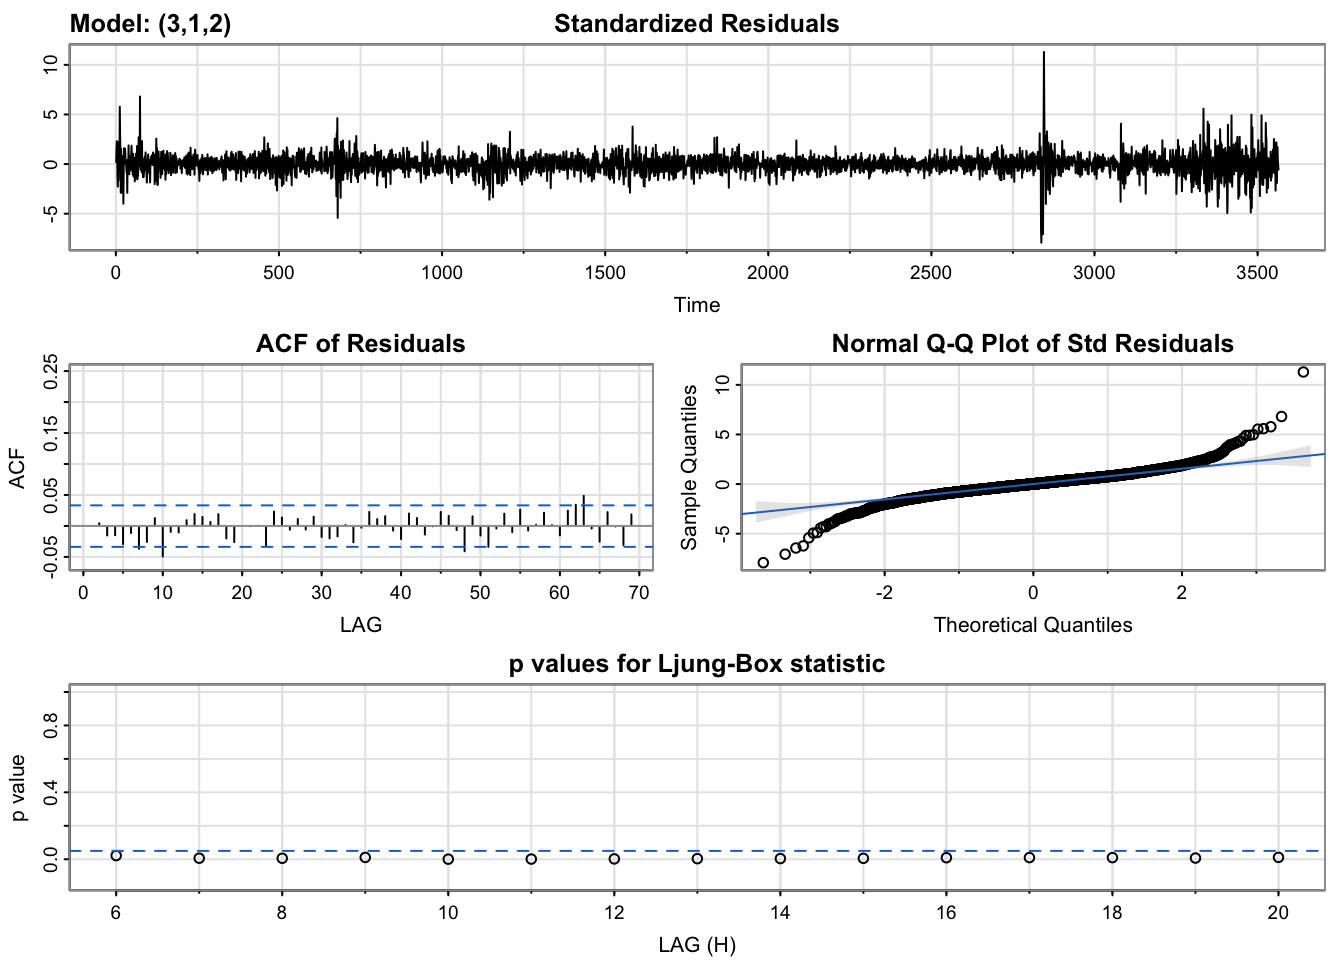 Model: (3,1,2) Standardized Residuals
10
5
0
-5
0 500 1000 1500 2000 2500 3000 3500
Time
ACF of Residuals
ACF
0.25
0.15
0.05
-0.05
0 10 20 30 40 50 60 70
LAG
Normal Q-Q Plot of Std Residuals
Sample Quantiles
10
5
0
-5
-2 0 2
Theoretical Quantiles
p values for Ljung-Box statistic
p value
0.8
0.4
0.0
6 8 10 12 14 16 18 20
LAG (H)